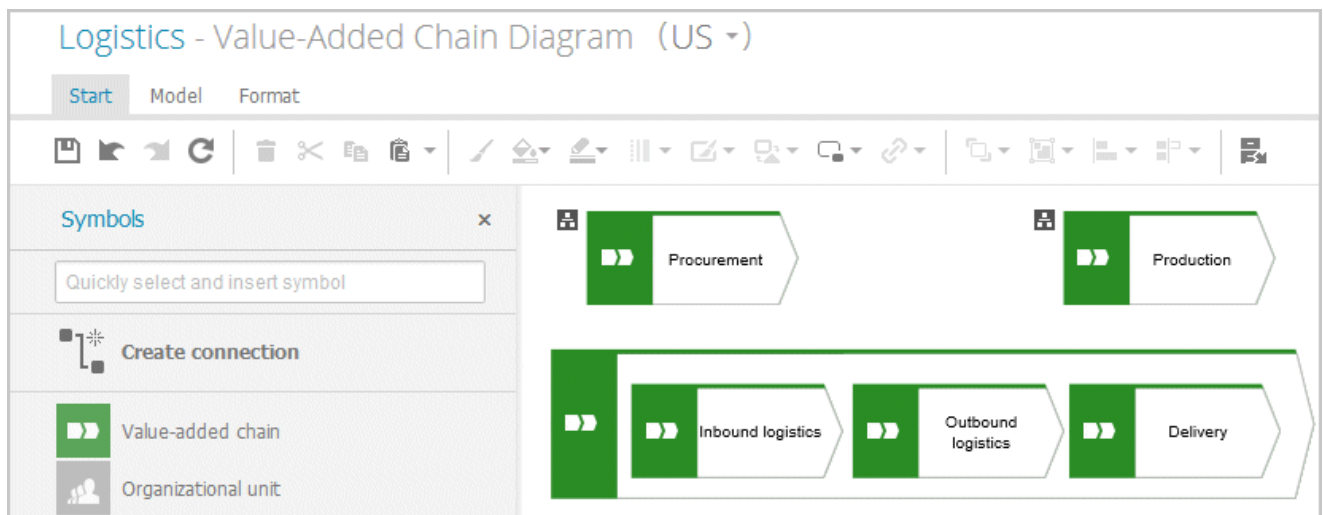 Logistics - Value-Added Chain Diagram (US)
Start Model Format
Symbols
Quickly select and insert symbol
Create connection
Value-added chain
Organizational unit
Procurement
Production
Inbound logistics
Outbound
logistics
Delivery